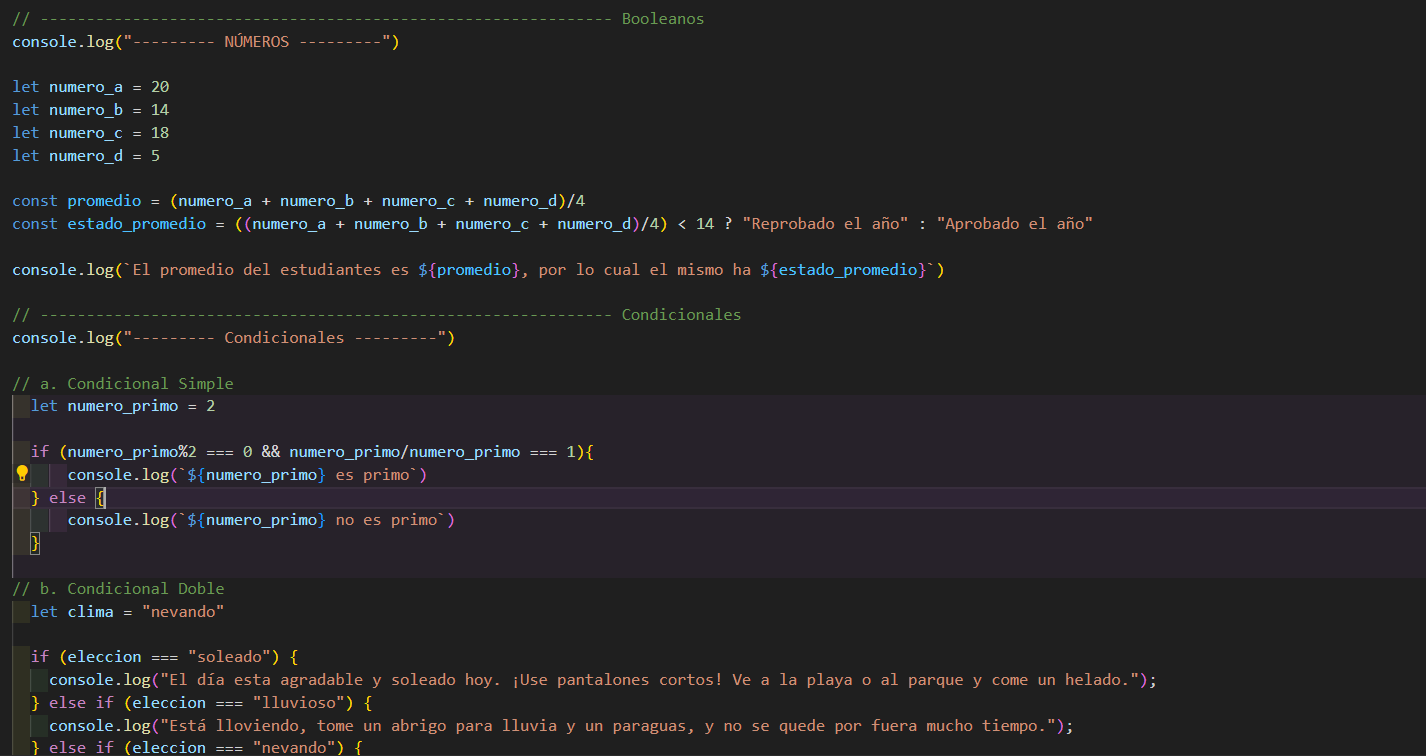 // -------------------------------------------------------------- Booleanos
console.log("--------- NÚMEROS ---------")
let numero_a = 20
let numero_b = 14
let numero_c = 18
let numero_d = 5
const promedio = (numero_a + numero_b + numero_c + numero_d)/4
const estado_promedio = ((numero_a + numero_b + numero_c + numero_d)/4) < 14 ? "Reprobado el año" : "Aprobado el año"
console.log(`El promedio del estudiantes es ${promedio}, por lo cual el mismo ha ${estado_promedio}`)
// -------------------------------------------------------------- Condicionales
console.log("--------- Condicionales ---------")
// a. Condicional Simple
let numero_primo = 2
if (numero_primo%2 === 0 && numero_primo/numero_primo === 1){
console.log(`${numero_primo} es primo`)
} else {
console.log(`${numero_primo} no es primo`)
}
// b. Condicional Doble
let clima = "nevando"
if (eleccion === "soleado") {
console.log("El día esta agradable y soleado hoy. ¡Use pantalones cortos! Ve a la playa o al parque y come un helado.");
} else if (eleccion === "lluvioso") {
console.log("Está lloviendo, tome un abrigo para lluvia y un paraguas, y no se quede por fuera mucho tiempo.");
} else if (eleccion === "nevando") {